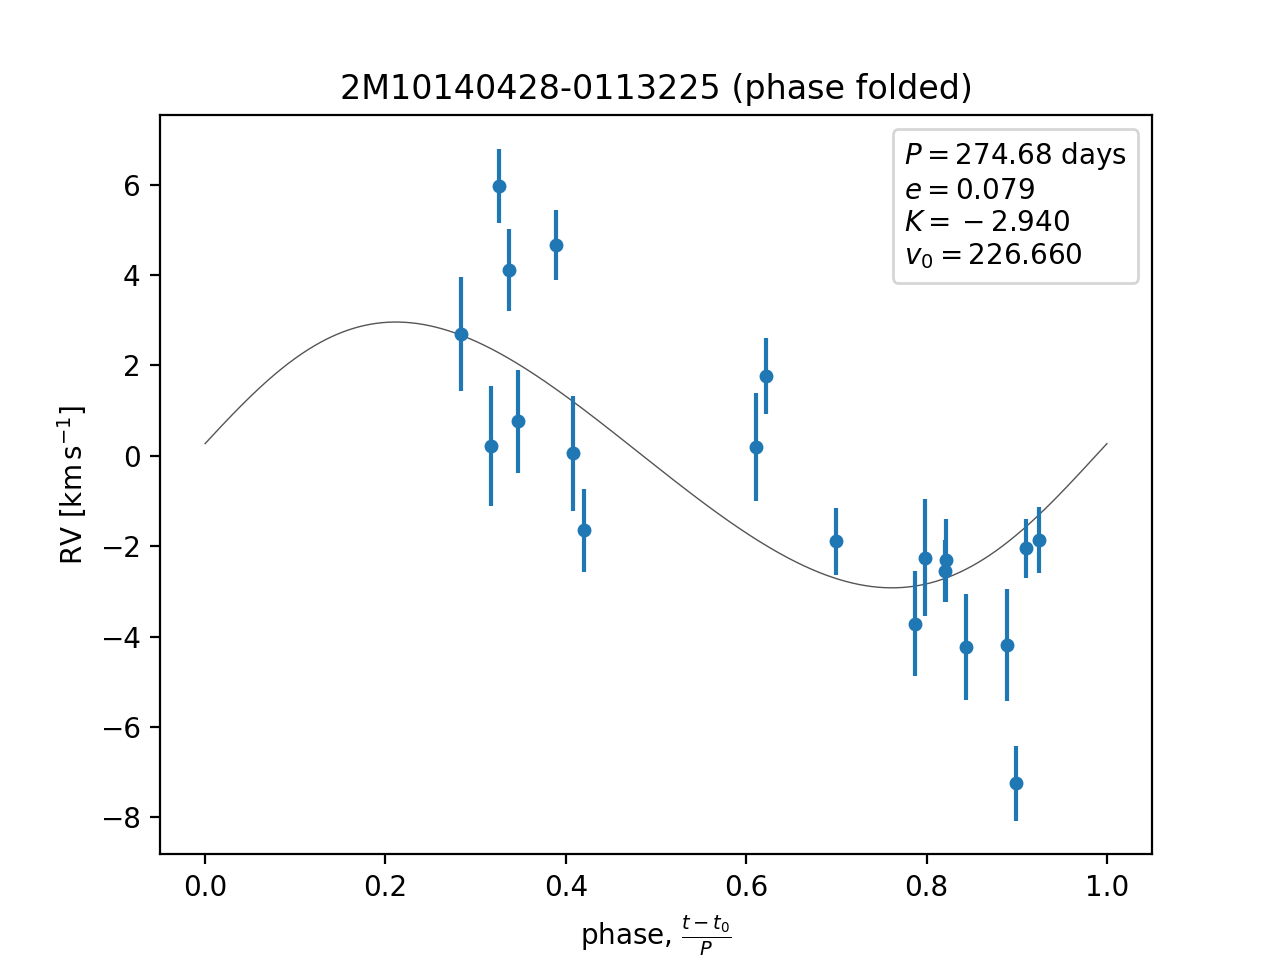 2M10140428-0113225 (phase folded)
P = 274.68 days
e = 0.079
K = −2.940
v₀ = 226.660
6
4
2
0
−2
−4
−6
−8
RV [km s⁻¹]
0.0 0.2 0.4 0.6 0.8 1.0
phase, (t − t₀)/P